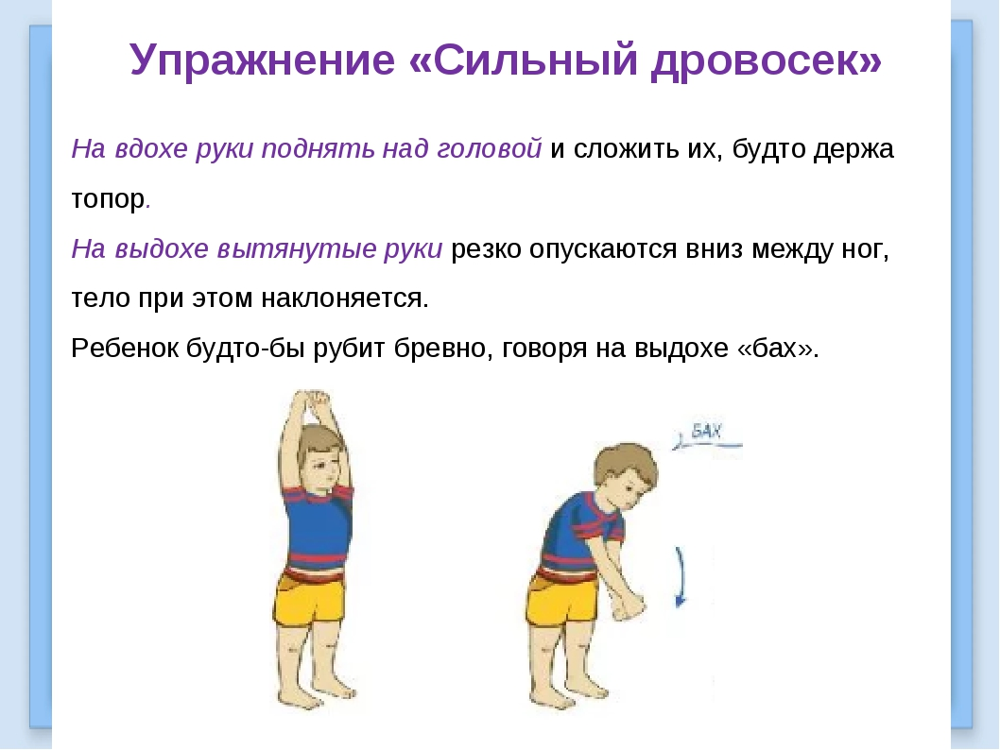 Упражнение «Сильный дровосек»
На вдохе руки поднять над головой и сложить их, будто держа
топор.
На выдохе вытянутые руки резко опускаются вниз между ног,
тело при этом наклоняется.
Ребенок будто-бы рубит бревно, говоря на выдохе «бах».
БАХ